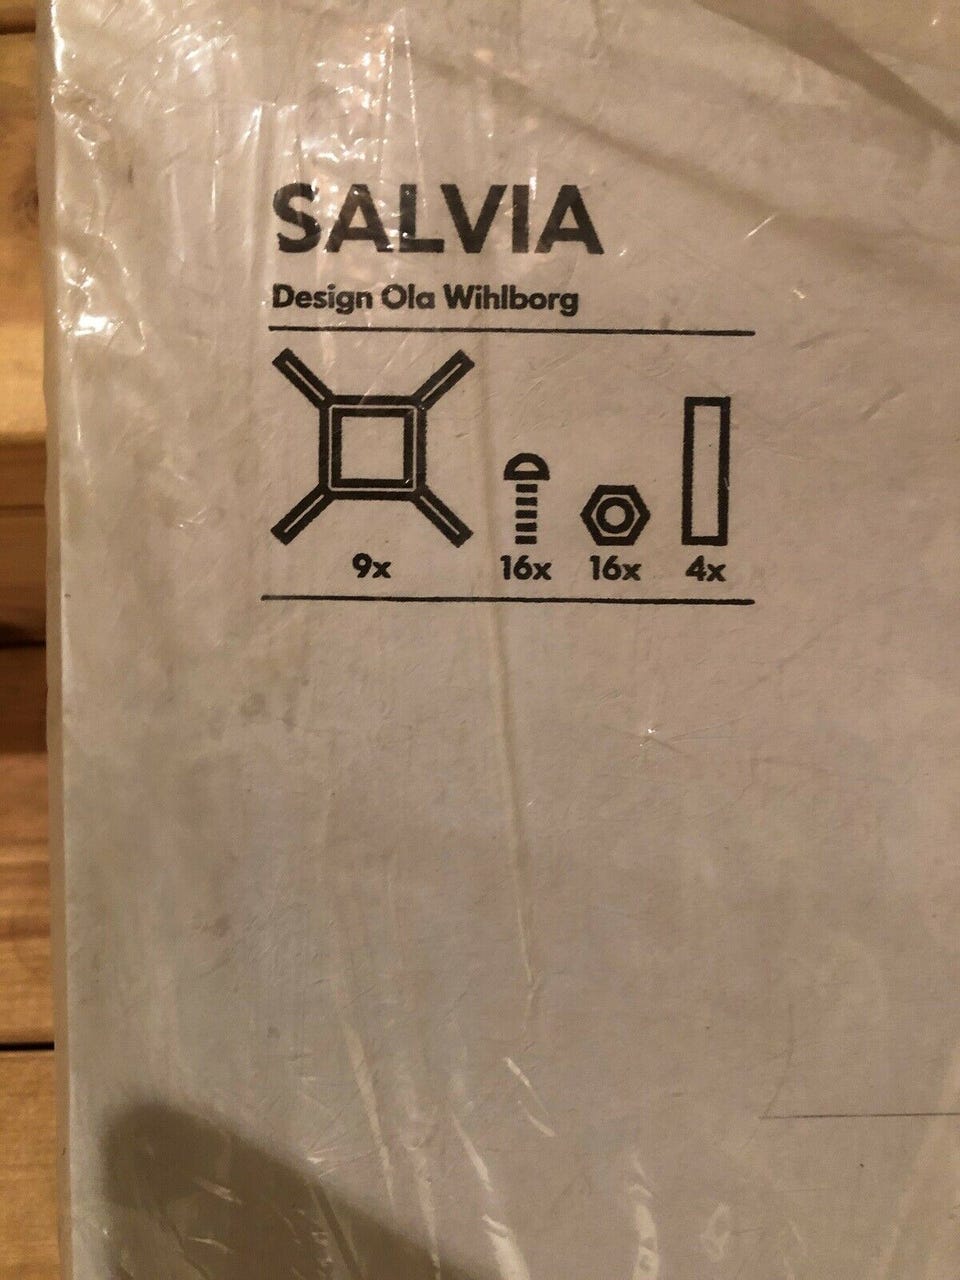 SALVIA
Design Ola Wihlborg
9x 16x 16x 4x